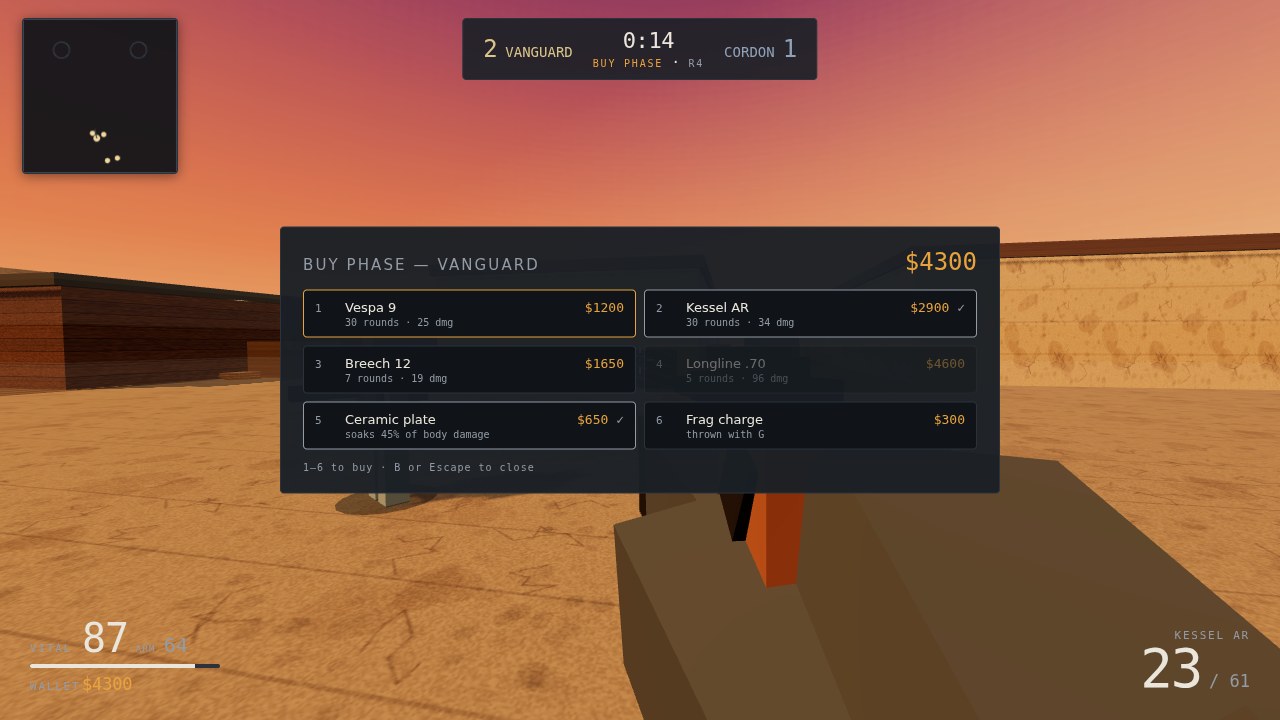 2 VANGUARD 0:14 CORDON 1
BUY PHASE · R4
BUY PHASE — VANGUARD $4300
1 Vespa 9 $1200
30 rounds · 25 dmg
2 Kessel AR $2900 ✓
30 rounds · 34 dmg
3 Breech 12 $1650
7 rounds · 19 dmg
4 Longline .70 $4600
5 rounds · 96 dmg
5 Ceramic plate $650 ✓
soaks 45% of body damage
6 Frag charge $300
thrown with G
1–6 to buy · B or Escape to close
VITAL 87 ARM 64
WALLET $4300
KESSEL AR
23 / 61